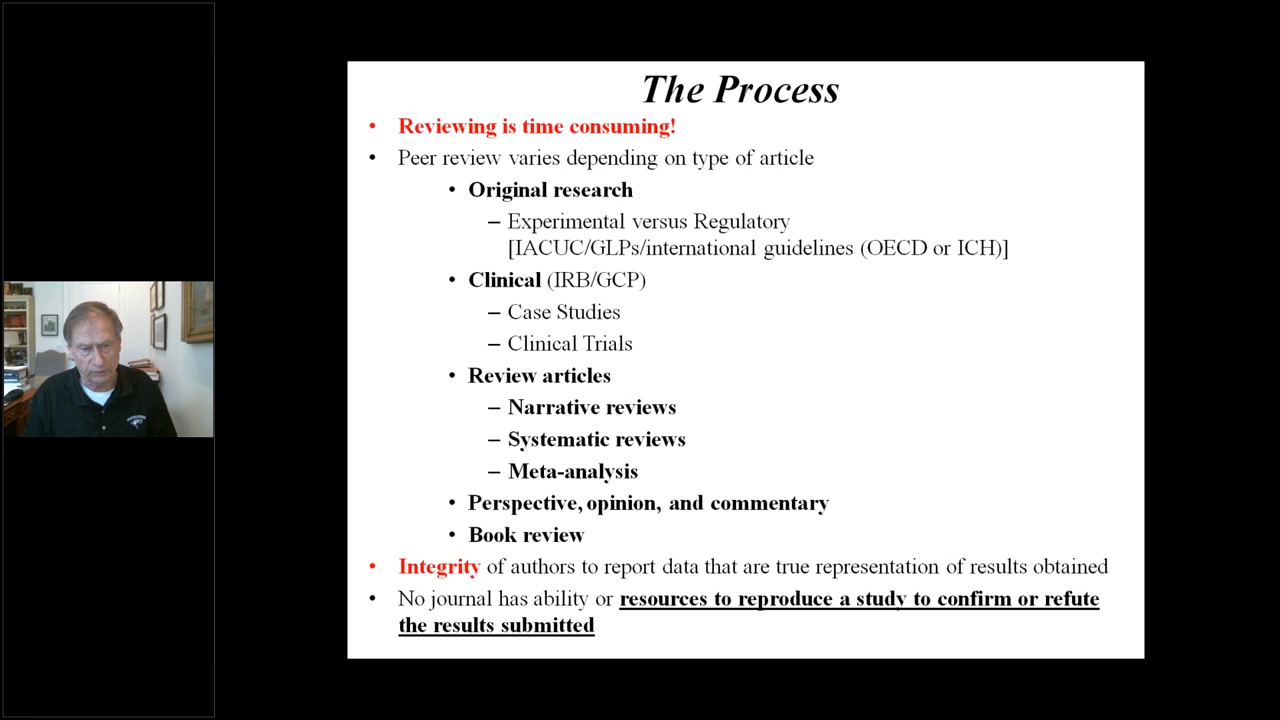 The Process
• Reviewing is time consuming!
• Peer review varies depending on type of article
• Original research
– Experimental versus Regulatory
[IACUC/GLPs/international guidelines (OECD or ICH)]
• Clinical (IRB/GCP)
– Case Studies
– Clinical Trials
• Review articles
– Narrative reviews
– Systematic reviews
– Meta-analysis
• Perspective, opinion, and commentary
• Book review
• Integrity of authors to report data that are true representation of results obtained
• No journal has ability or resources to reproduce a study to confirm or refute
the results submitted